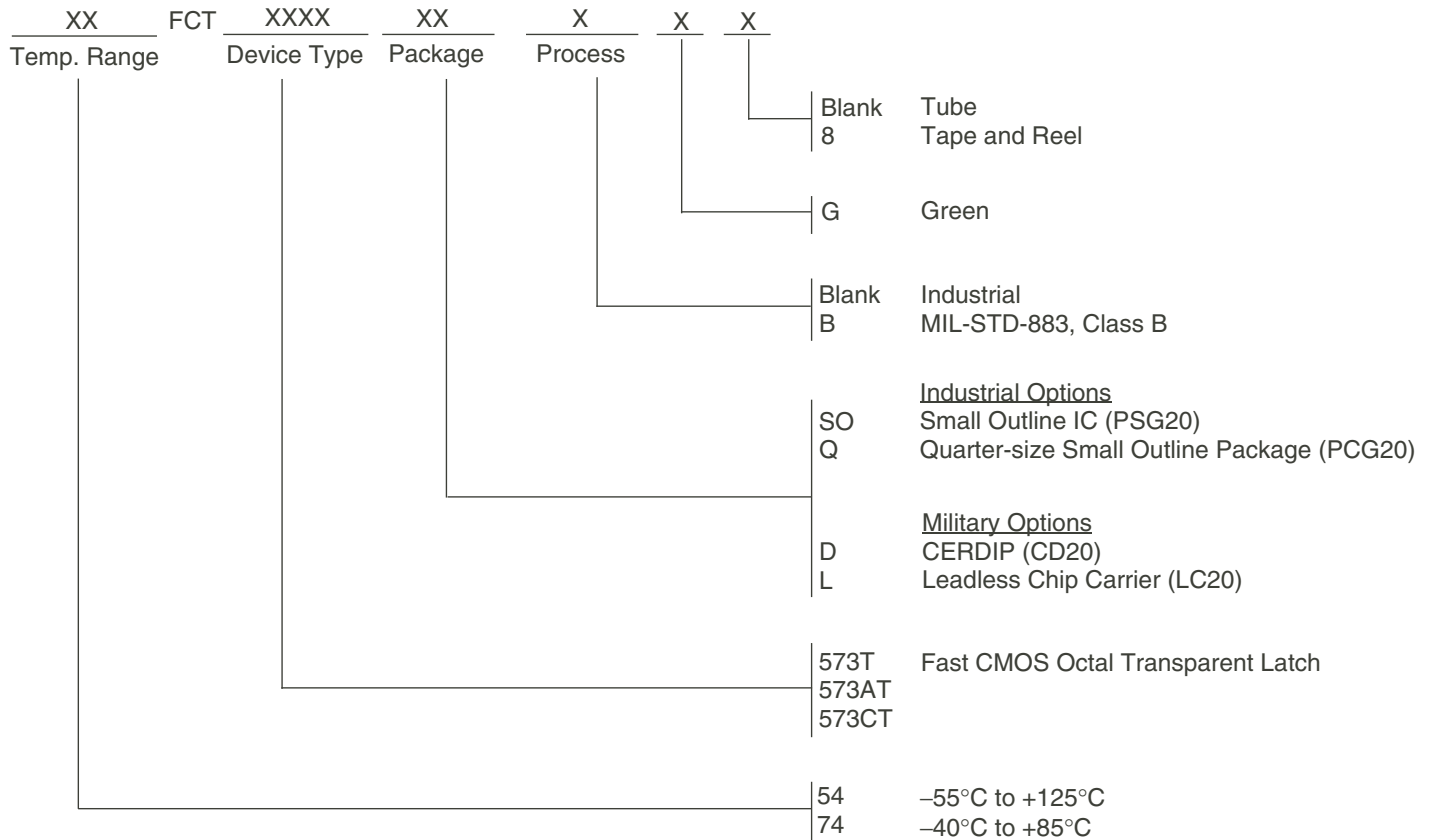 XX FCT XXXX XX X X X
Temp. Range Device Type Package Process
Blank Tube
8 Tape and Reel
G Green
Blank Industrial
B MIL-STD-883, Class B
Industrial Options
SO Small Outline IC (PSG20)
Q Quarter-size Small Outline Package (PCG20)
Military Options
D CERDIP (CD20)
L Leadless Chip Carrier (LC20)
573T Fast CMOS Octal Transparent Latch
573AT
573CT
54 –55°C to +125°C
74 –40°C to +85°C